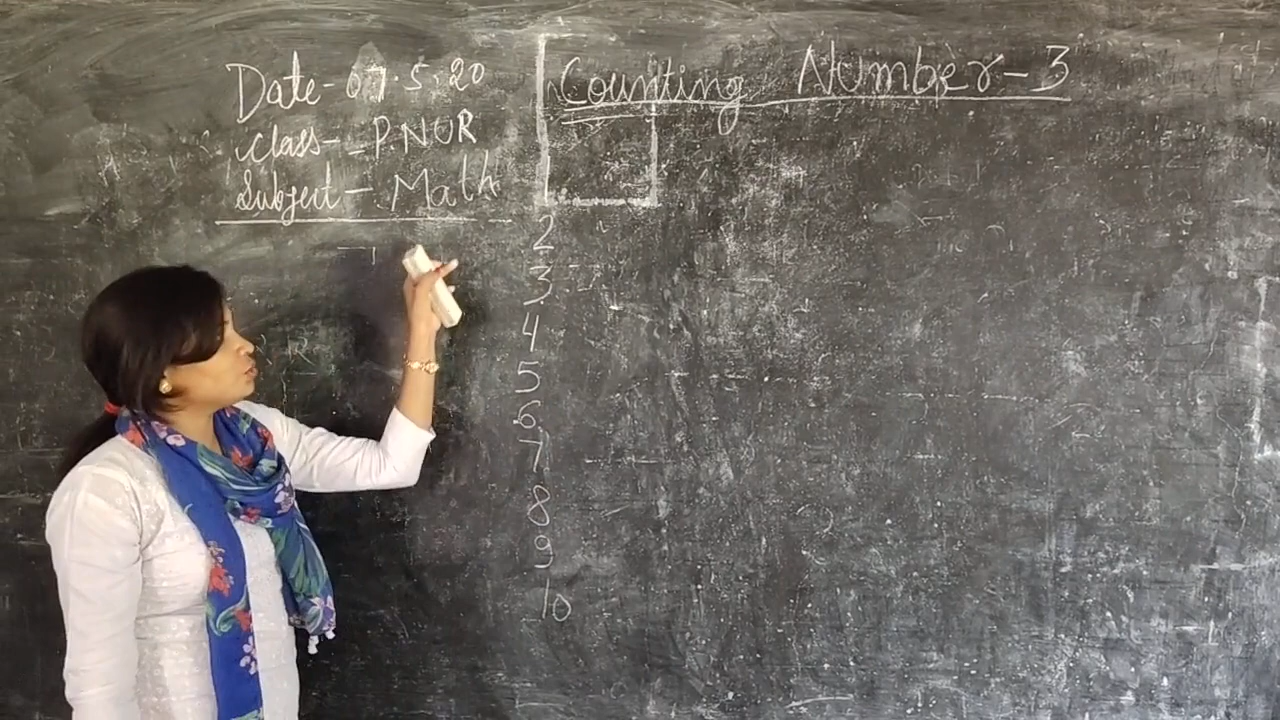 Date - 07.5.20
Class - P.NUR
Subject - Math
Counting Number - 3
1
2
3
4
5
6
7
8
9
10